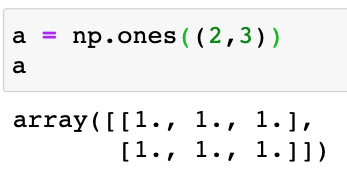 a = np.ones((2,3))
a
array([[1., 1., 1.],
       [1., 1., 1.]])